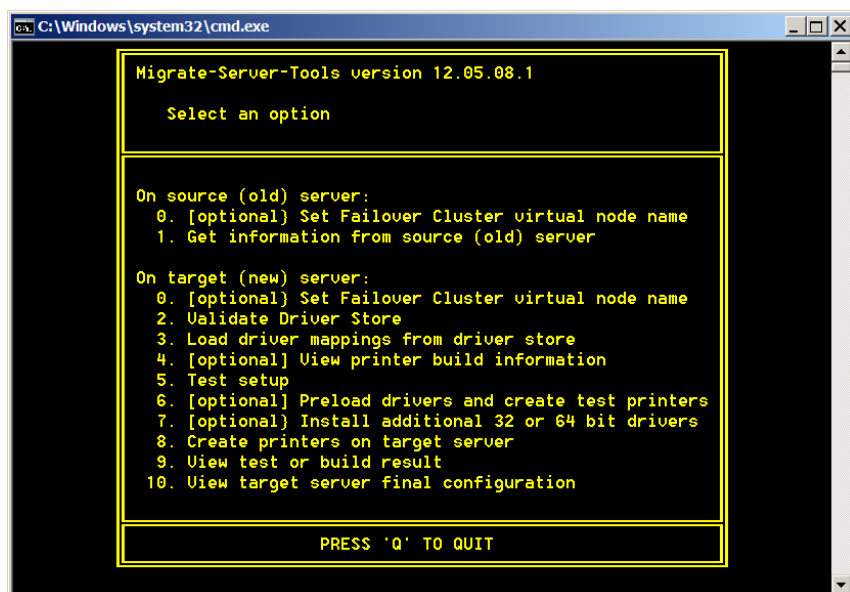 C:\Windows\system32\cmd.exe
Migrate-Server-Tools version 12.05.08.1
Select an option
On source (old) server:
0. [optional} Set Failover Cluster virtual node name
1. Get information from source (old) server
On target (new) server:
0. [optional} Set Failover Cluster virtual node name
2. Validate Driver Store
3. Load driver mappings from driver store
4. [optional] View printer build information
5. Test setup
6. [optional] Preload drivers and create test printers
7. [optional} Install additional 32 or 64 bit drivers
8. Create printers on target server
9. View test or build result
10. View target server final configuration
PRESS 'Q' TO QUIT